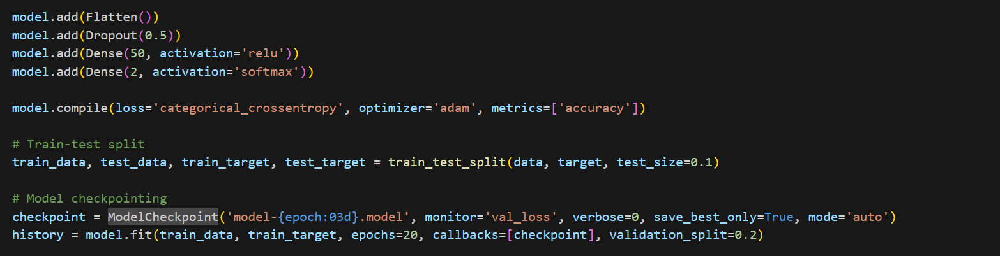 model.add(Flatten())
model.add(Dropout(0.5))
model.add(Dense(50, activation='relu'))
model.add(Dense(2, activation='softmax'))
model.compile(loss='categorical_crossentropy', optimizer='adam', metrics=['accuracy'])
# Train-test split
train_data, test_data, train_target, test_target = train_test_split(data, target, test_size=0.1)
# Model checkpointing
checkpoint = ModelCheckpoint('model-{epoch:03d}.model', monitor='val_loss', verbose=0, save_best_only=True, mode='auto')
history = model.fit(train_data, train_target, epochs=20, callbacks=[checkpoint], validation_split=0.2)